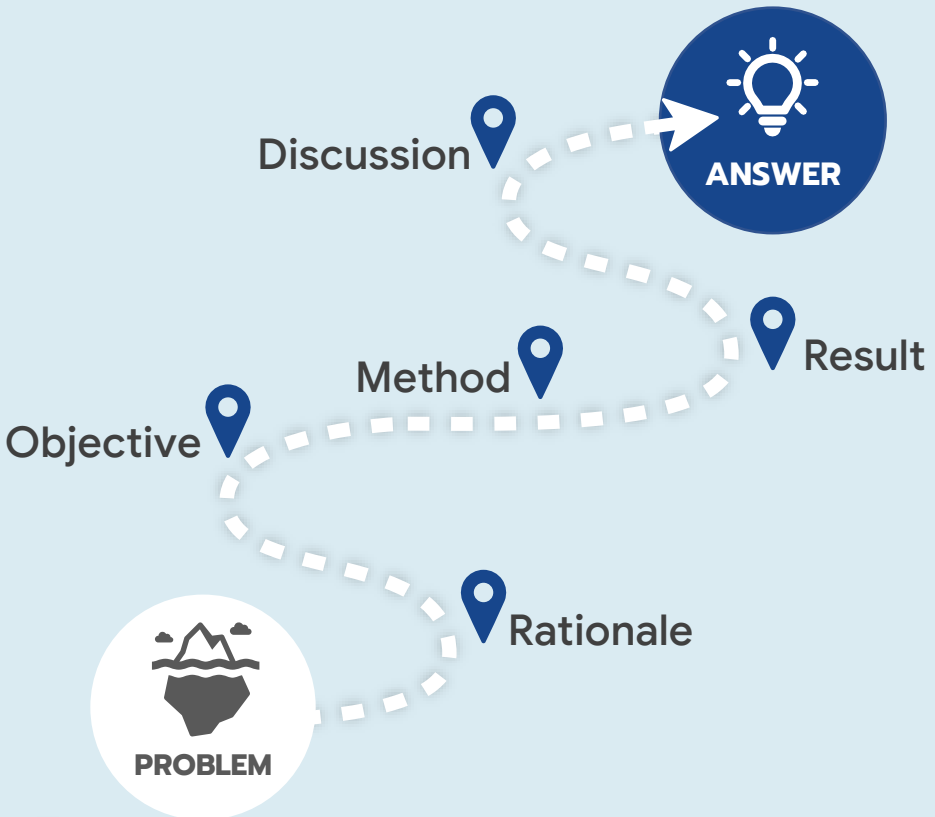 Discussion
ANSWER
Result
Method
Objective
Rationale
PROBLEM